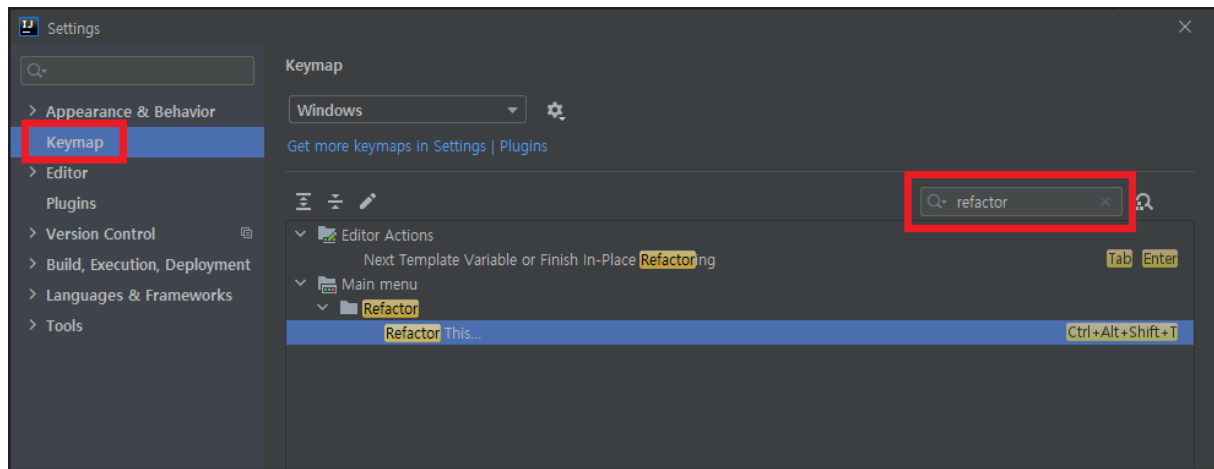 IJ Settings
Keymap
Appearance & Behavior
Keymap
Editor
Plugins
Version Control
Build, Execution, Deployment
Languages & Frameworks
Tools
Windows
Get more keymaps in Settings | Plugins
refactor
Editor Actions
Next Template Variable or Finish In-Place Refactoring Tab Enter
Main menu
Refactor
Refactor This... Ctrl+Alt+Shift+T